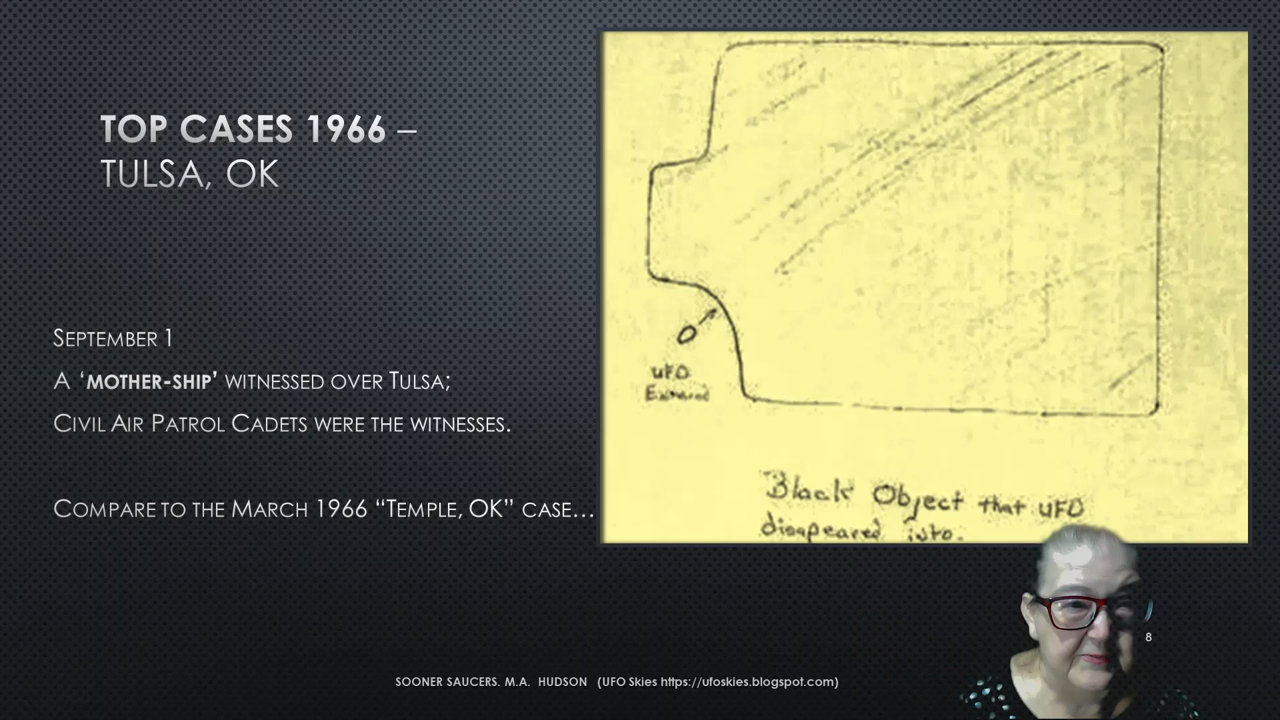 TOP CASES 1966 –
TULSA, OK
SEPTEMBER 1
A ‘MOTHER-SHIP’ WITNESSED OVER TULSA;
CIVIL AIR PATROL CADETS WERE THE WITNESSES.
COMPARE TO THE MARCH 1966 “TEMPLE, OK” CASE…
UFO
Black Object that UFO
disapeared into.
8
SOONER SAUCERS. M.A. HUDSON (UFO Skies https://ufoskies.blogspot.com)